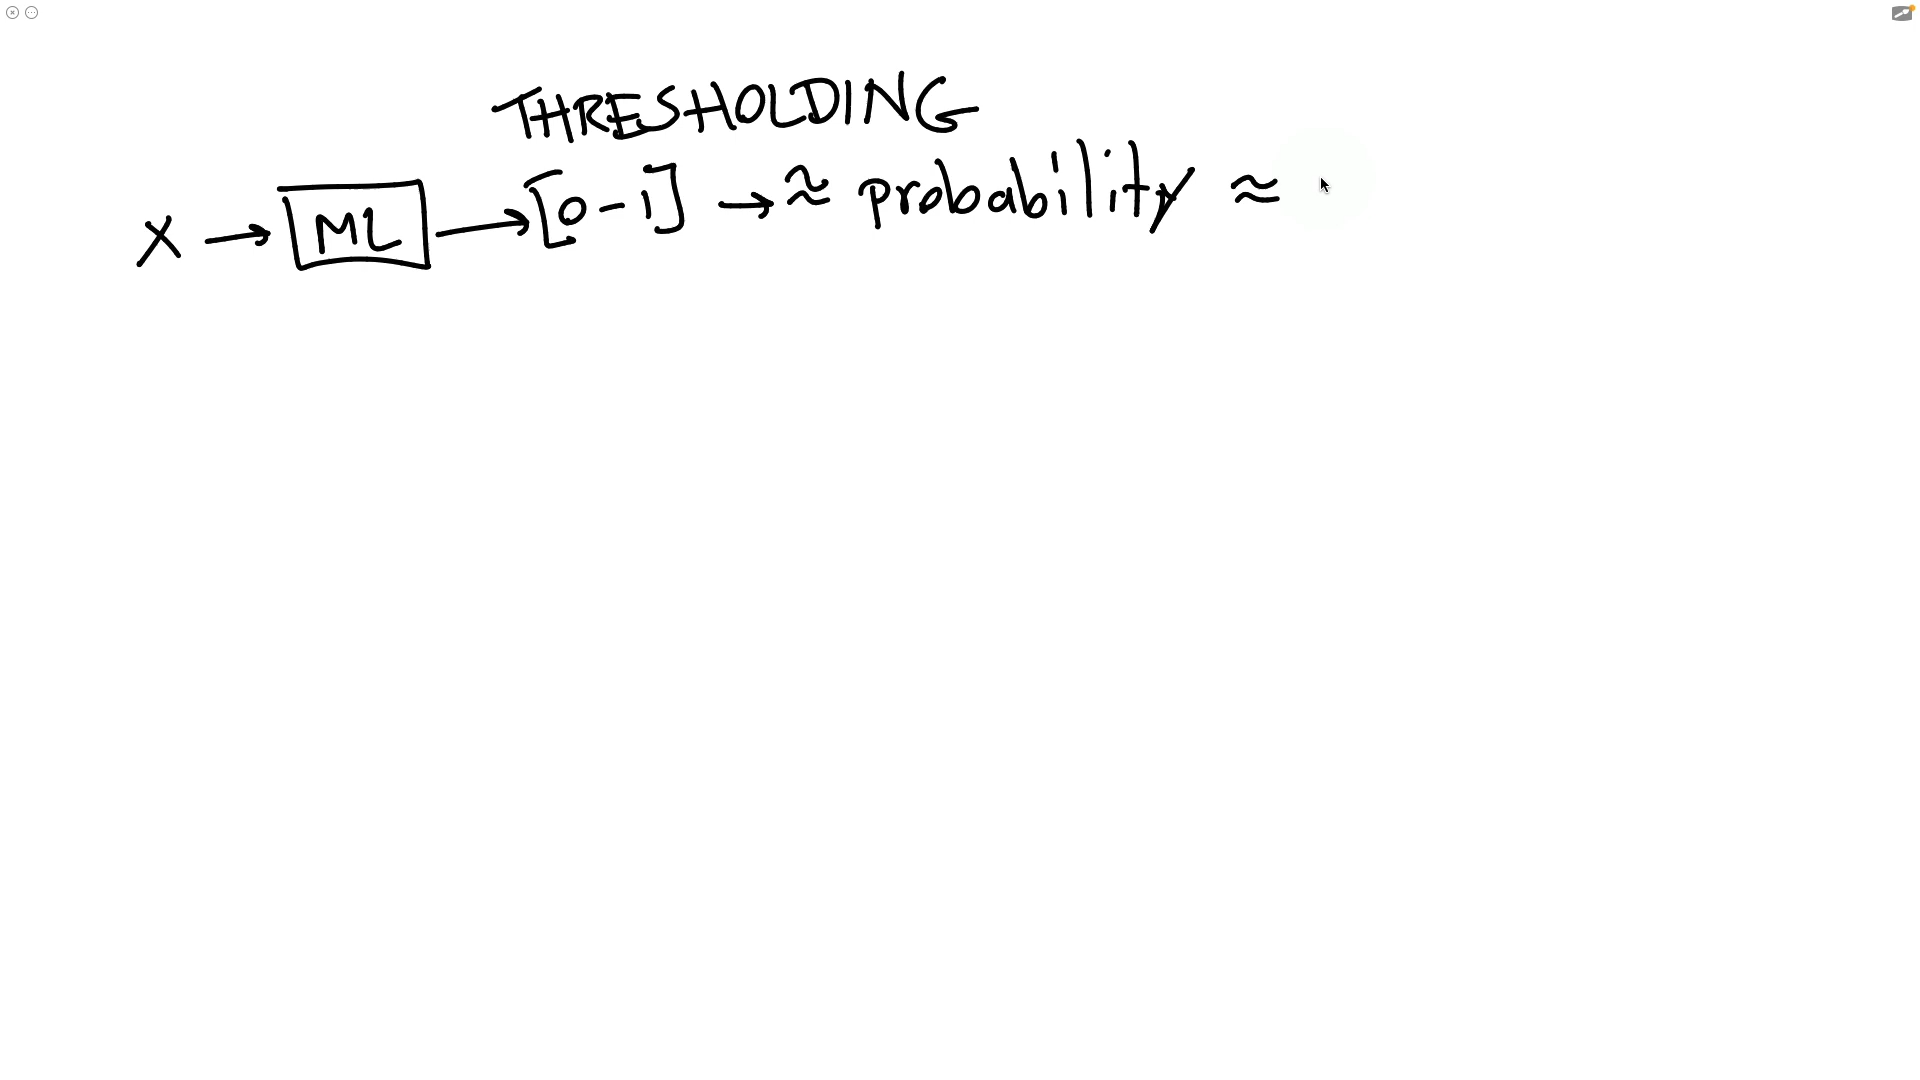 THRESHOLDING
X → ML → [0-1] → ≈ probability ≈